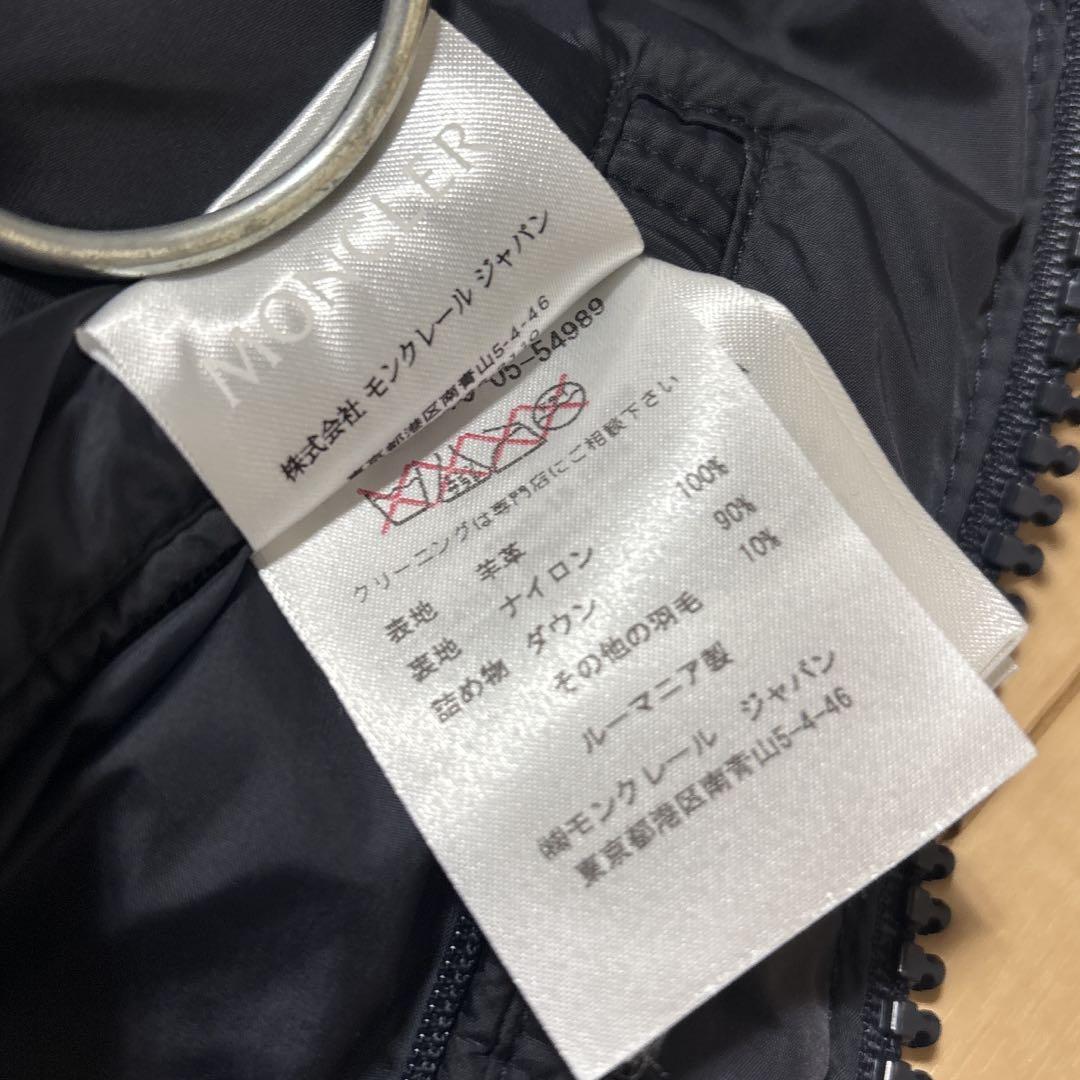 MONCLER
株式会社 モンクレール ジャパン
東京都港区南青山5-4-46
05-54989
クリーニングは専門店にご相談下さい
表地 羊革
裏地 ナイロン 100%
詰め物 ダウン 90%
その他の羽毛 10%
ルーマニア製
㈱モンクレール ジャパン
東京都港区南青山5-4-46